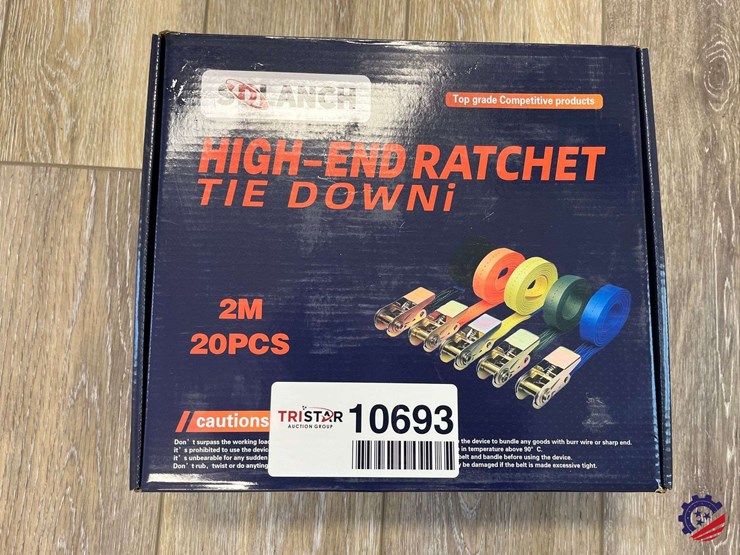 Top grade Competitive products
HIGH-END RATCHET
TIE DOWNi
2M
20PCS
// cautions
TRISTAR
AUCTION GROUP
10693
Don't surpass the working loa
it's prohibited to use the devic
it's unbearable for any sudden
Don't rub, twist or do anyting
the device to bundle any goods with burr wire or sharp end.
in temperature above 90° C.
belt and bandle before using the device.
be damaged if the belt is made excessive tight.